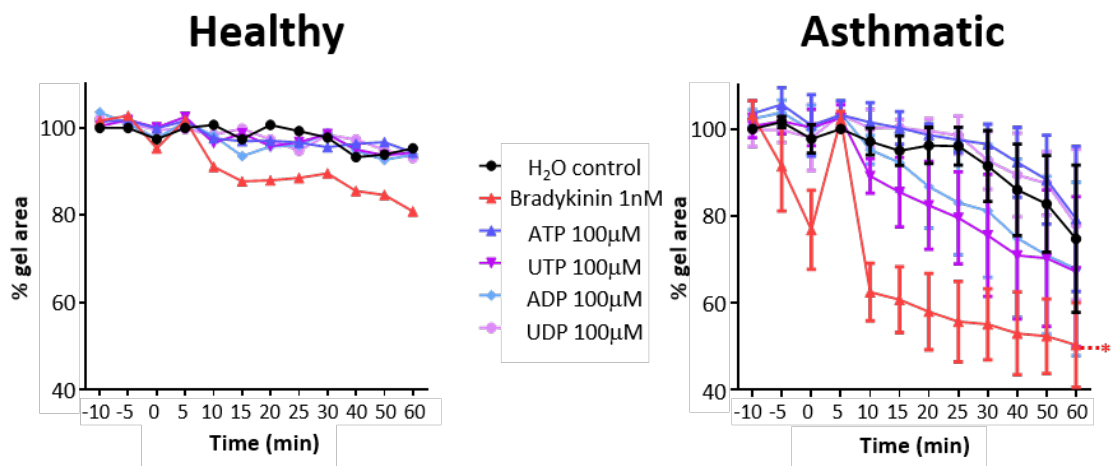 Healthy
Asthmatic
100
80
60
40
% gel area
-10 -5 0 5 10 15 20 25 30 40 50 60
Time (min)
H₂O control
Bradykinin 1nM
ATP 100μM
UTP 100μM
ADP 100μM
UDP 100μM
100
80
60
40
% gel area
*
-10 -5 0 5 10 15 20 25 30 40 50 60
Time (min)